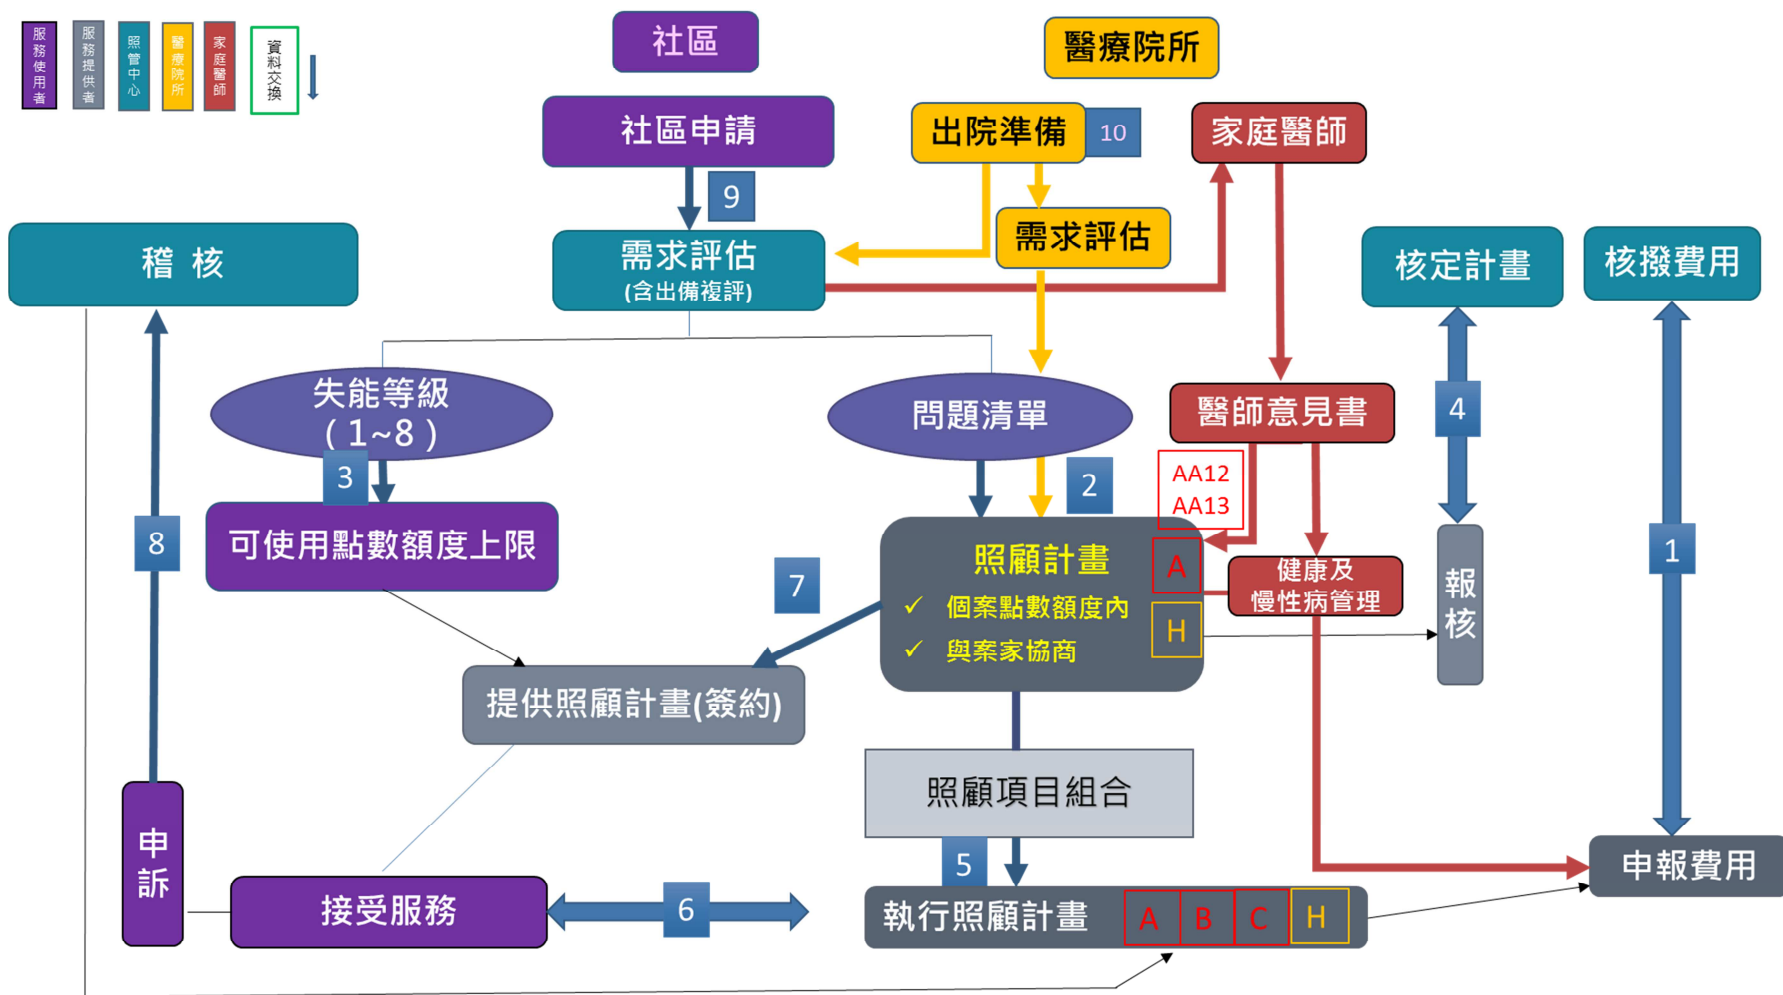 服務使用者
服務提供者
照管中心
醫療院所
家庭醫師
資料交換
社區
醫療院所
社區申請
出院準備
10
家庭醫師
9
需求評估
(含出備複評)
需求評估
稽 核
核定計畫
核撥費用
失能等級
(1~8)
問題清單
醫師意見書
4
3
2
AA12
AA13
可使用點數額度上限
8
1
照顧計畫
✓ 個案點數額度內
✓ 與案家協商
A
H
7
健康及
慢性病管理
報核
提供照顧計畫(簽約)
照顧項目組合
申訴
5
申報費用
接受服務
6
執行照顧計畫
A
B
C
H